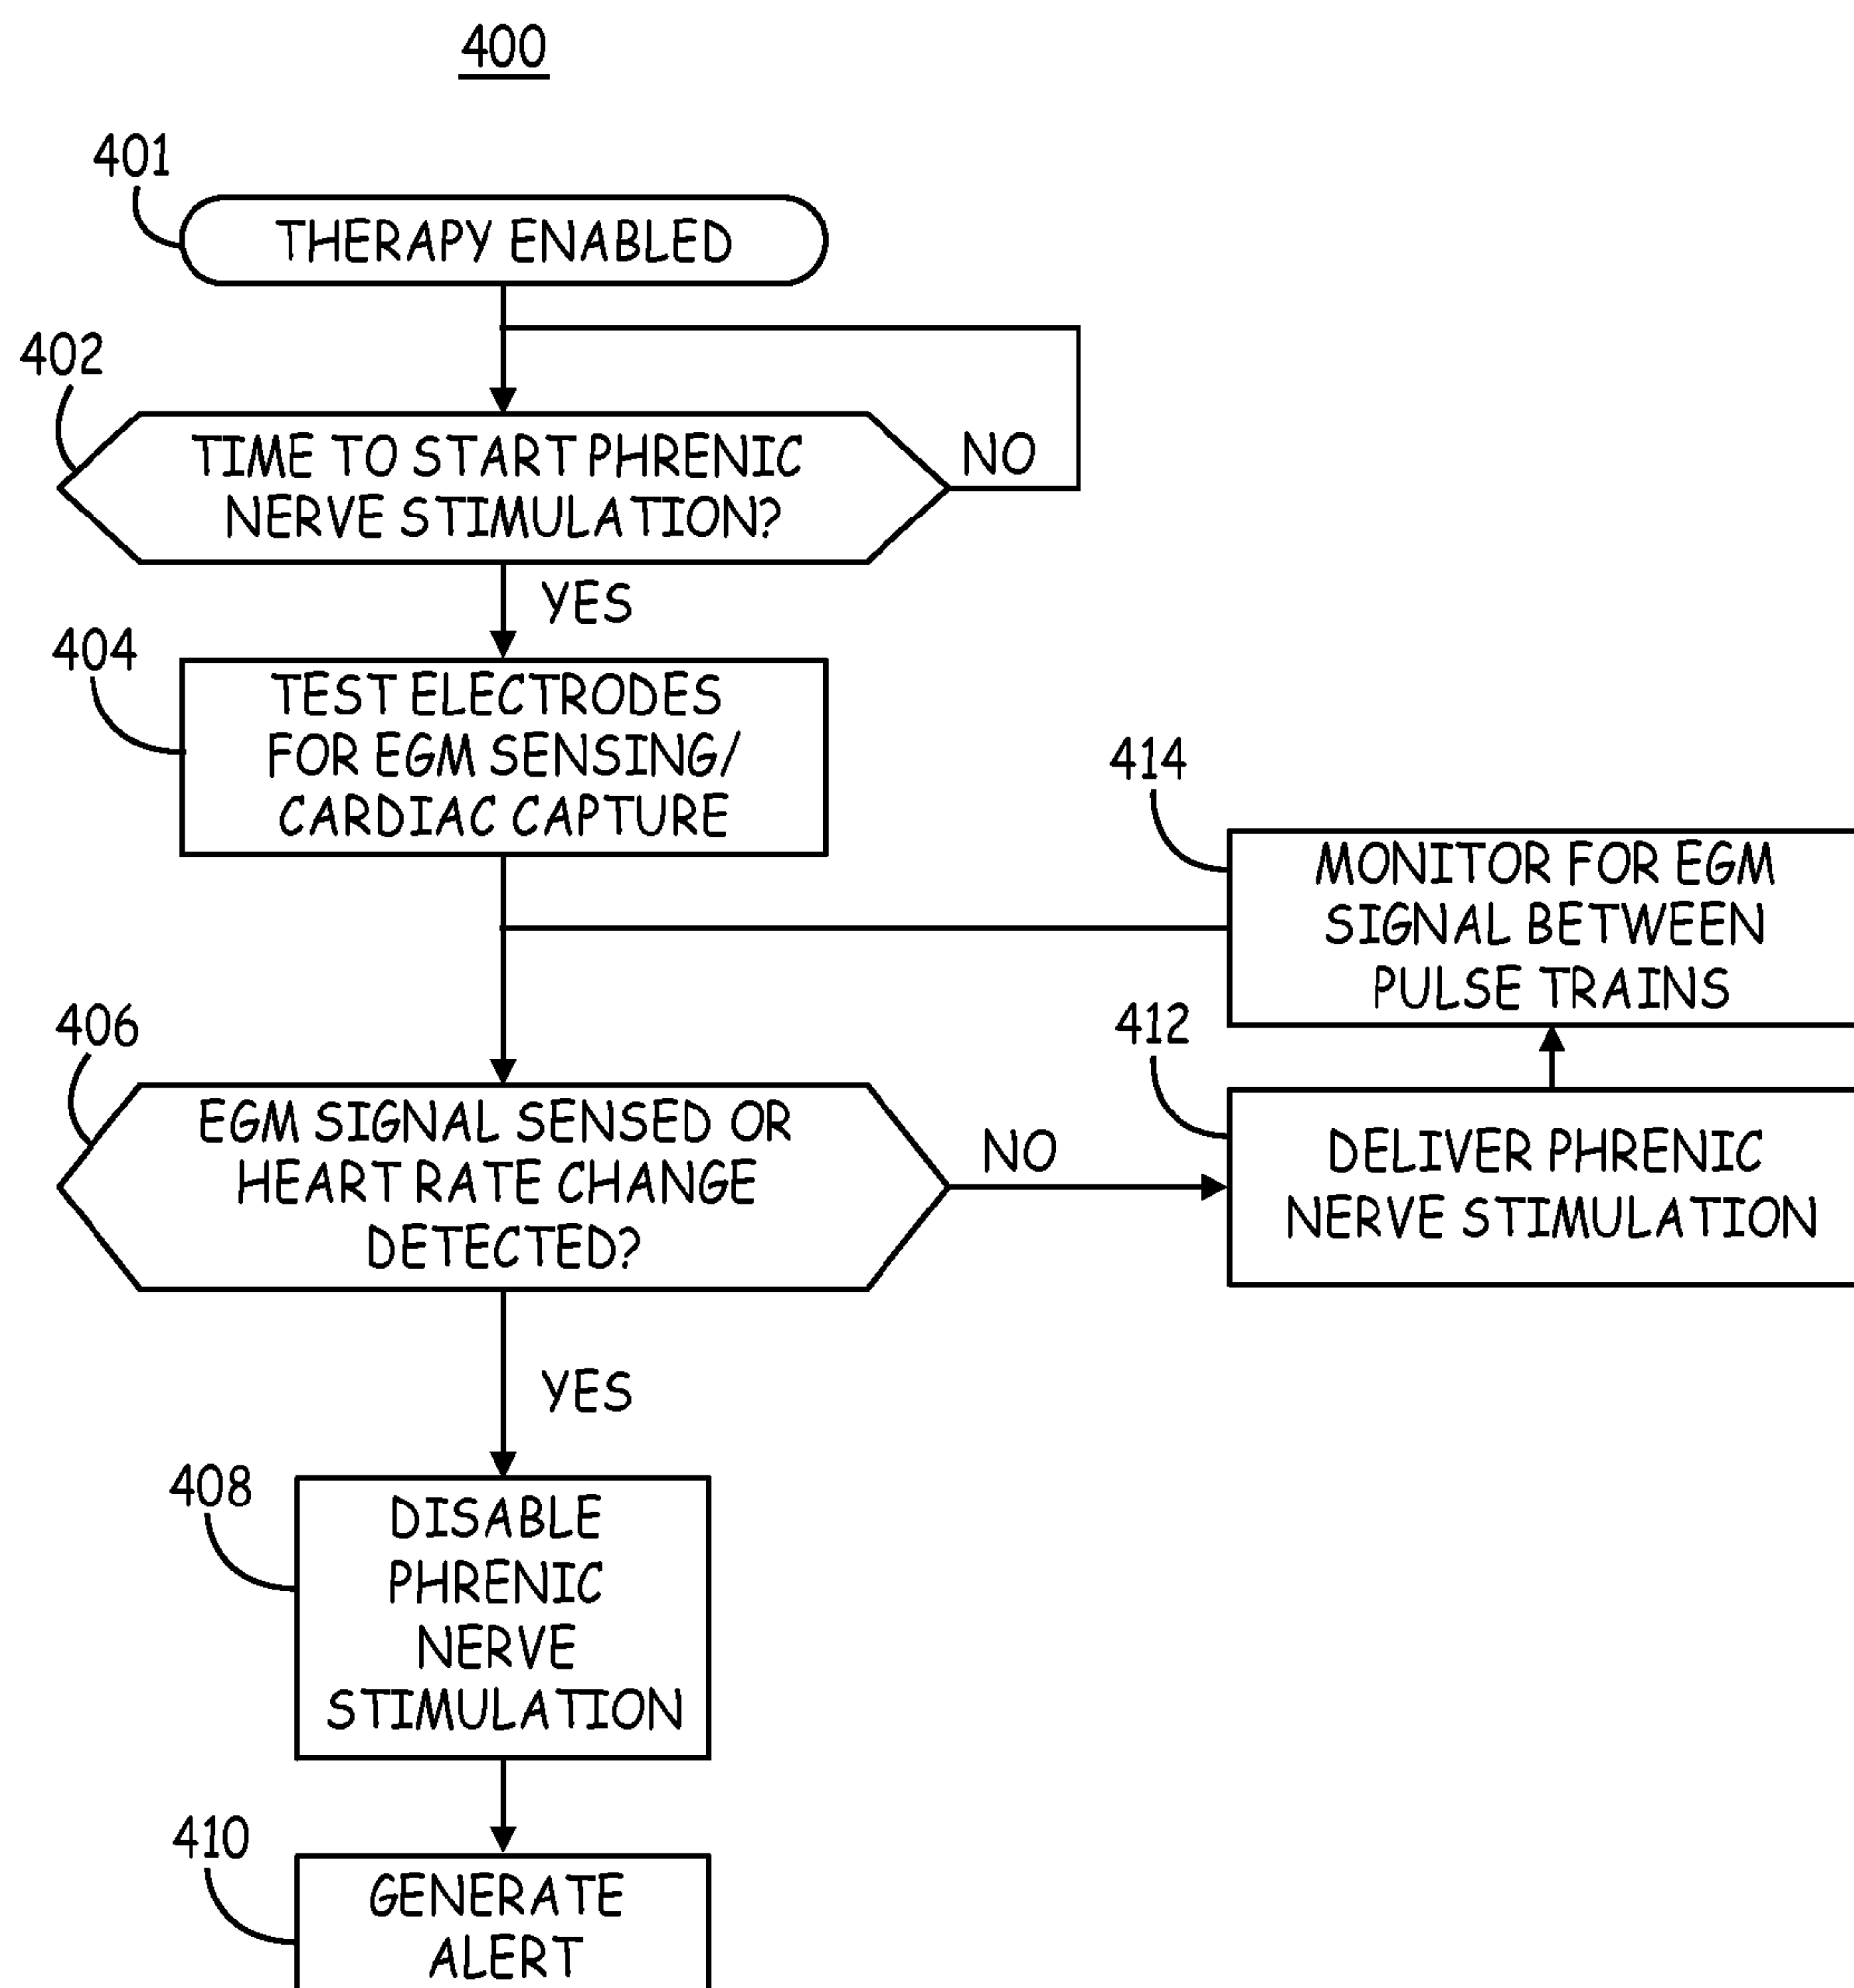 400
401
THERAPY ENABLED
402
TIME TO START PHRENIC
NERVE STIMULATION?
NO
YES
404
TEST ELECTRODES
FOR EGM SENSING/
CARDIAC CAPTURE
414
MONITOR FOR EGM
SIGNAL BETWEEN
PULSE TRAINS
406
EGM SIGNAL SENSED OR
HEART RATE CHANGE
DETECTED?
NO
412
DELIVER PHRENIC
NERVE STIMULATION
YES
408
DISABLE
PHRENIC
NERVE
STIMULATION
410
GENERATE
ALERT